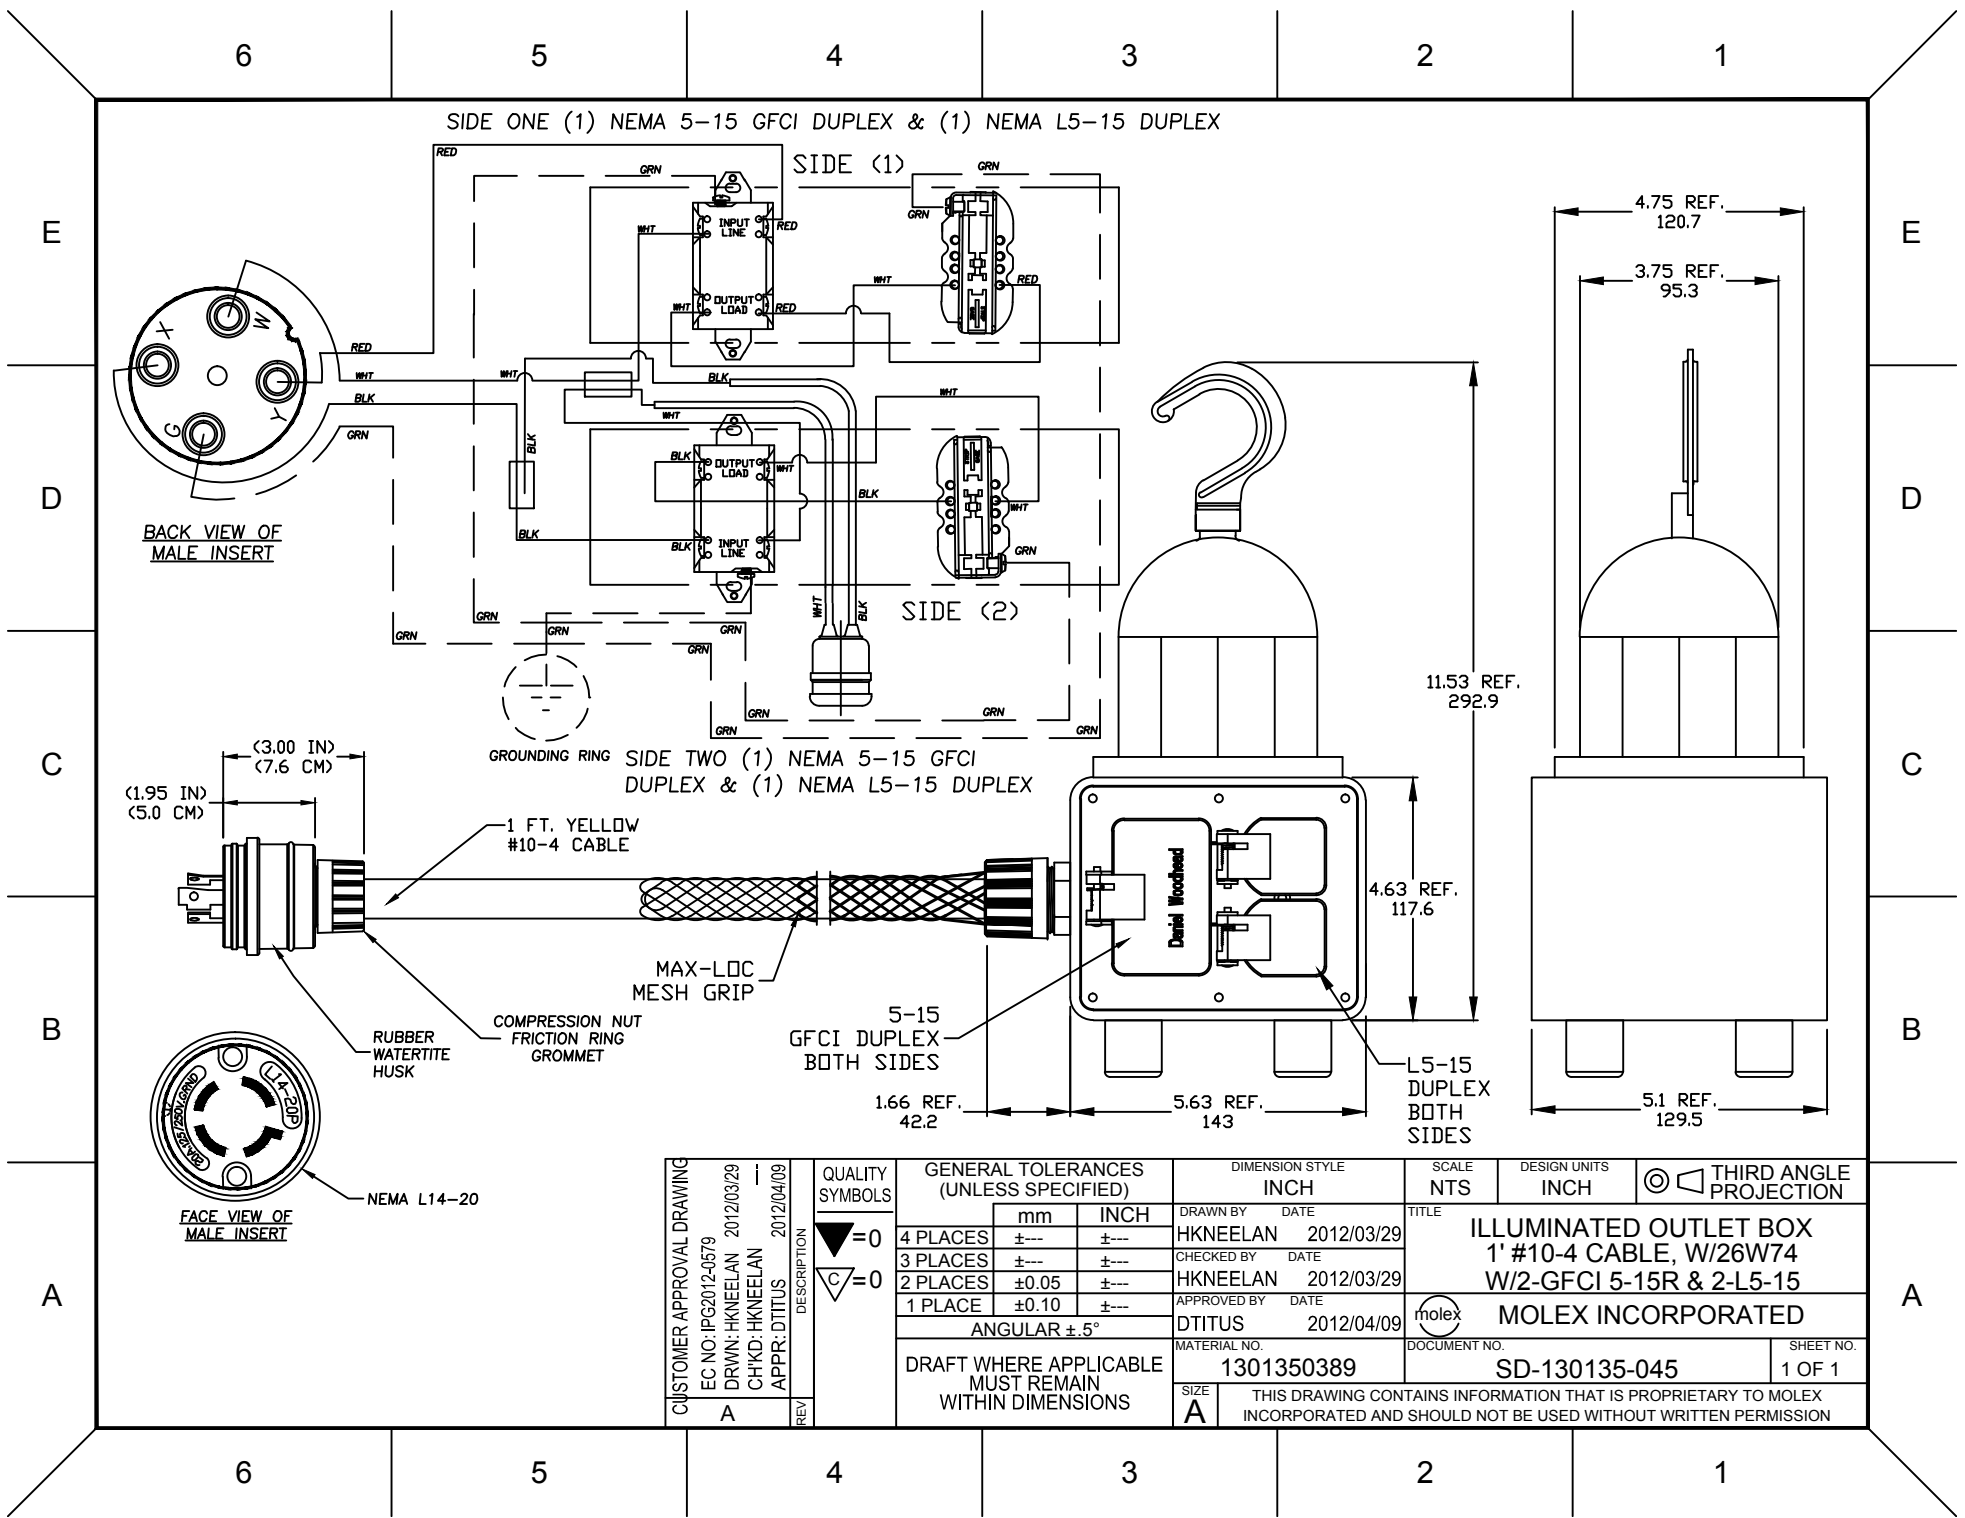 6 5 4 3 2 1
E
D
C
B
A
E
D
C
B
A
SIDE ONE (1) NEMA 5-15 GFCI DUPLEX & (1) NEMA L5-15 DUPLEX
RED
SIDE (1)
GRN
GRN
GRN
INPUT
LINE
RED
WHT
WHT
RED
OUTPUT
LOAD
WHT
RED
X
W
G
Y
RED
WHT
BLK
GRN
WHT
BLK
WHT
WHT
BLK
BLK
OUTPUT
LOAD
WHT
BLK
WHT
BLK
BLK
INPUT
LINE
GRN
WHT
BLK
SIDE (2)
BACK VIEW OF
MALE INSERT
GRN
GRN
GRN
GRN
GRN
GRN
GRN
GRN
GRN
GROUNDING RING
SIDE TWO (1) NEMA 5-15 GFCI
DUPLEX & (1) NEMA L5-15 DUPLEX
4.75 REF.
120.7
3.75 REF.
95.3
11.53 REF.
292.9
4.63 REF.
117.6
(3.00 IN)
(7.6 CM)
(1.95 IN)
(5.0 CM)
1 FT. YELLOW
#10-4 CABLE
MAX-LOC
MESH GRIP
Daniel Woodhead
5-15
GFCI DUPLEX
BOTH SIDES
L5-15
DUPLEX
BOTH
SIDES
1.66 REF.
42.2
5.63 REF.
143
5.1 REF.
129.5
RUBBER
WATERTITE
HUSK
COMPRESSION NUT
FRICTION RING
GROMMET
L14-20P
20A.125/250V.GRND
NEMA L14-20
FACE VIEW OF
MALE INSERT
CUSTOMER APPROVAL DRAWING
EC NO: IPG2012-0579
DRWN: HKNEELAN 2012/03/29
CH'KD: HKNEELAN ---
APPR: DTITUS 2012/04/09
A
DESCRIPTION
REV
QUALITY
SYMBOLS
=0
C =0
GENERAL TOLERANCES
(UNLESS SPECIFIED)
mm INCH
4 PLACES ±--- ±---
3 PLACES ±--- ±---
2 PLACES ±0.05 ±---
1 PLACE ±0.10 ±---
ANGULAR ±.5°
DRAFT WHERE APPLICABLE
MUST REMAIN
WITHIN DIMENSIONS
DIMENSION STYLE
INCH
SCALE
NTS
DESIGN UNITS
INCH
THIRD ANGLE
PROJECTION
DRAWN BY DATE
HKNEELAN 2012/03/29
CHECKED BY DATE
HKNEELAN 2012/03/29
APPROVED BY DATE
DTITUS 2012/04/09
TITLE
ILLUMINATED OUTLET BOX
1' #10-4 CABLE, W/26W74
W/2-GFCI 5-15R & 2-L5-15
molex
MOLEX INCORPORATED
MATERIAL NO.
1301350389
DOCUMENT NO.
SD-130135-045
SHEET NO.
1 OF 1
SIZE
A
THIS DRAWING CONTAINS INFORMATION THAT IS PROPRIETARY TO MOLEX
INCORPORATED AND SHOULD NOT BE USED WITHOUT WRITTEN PERMISSION
6 5 4 3 2 1